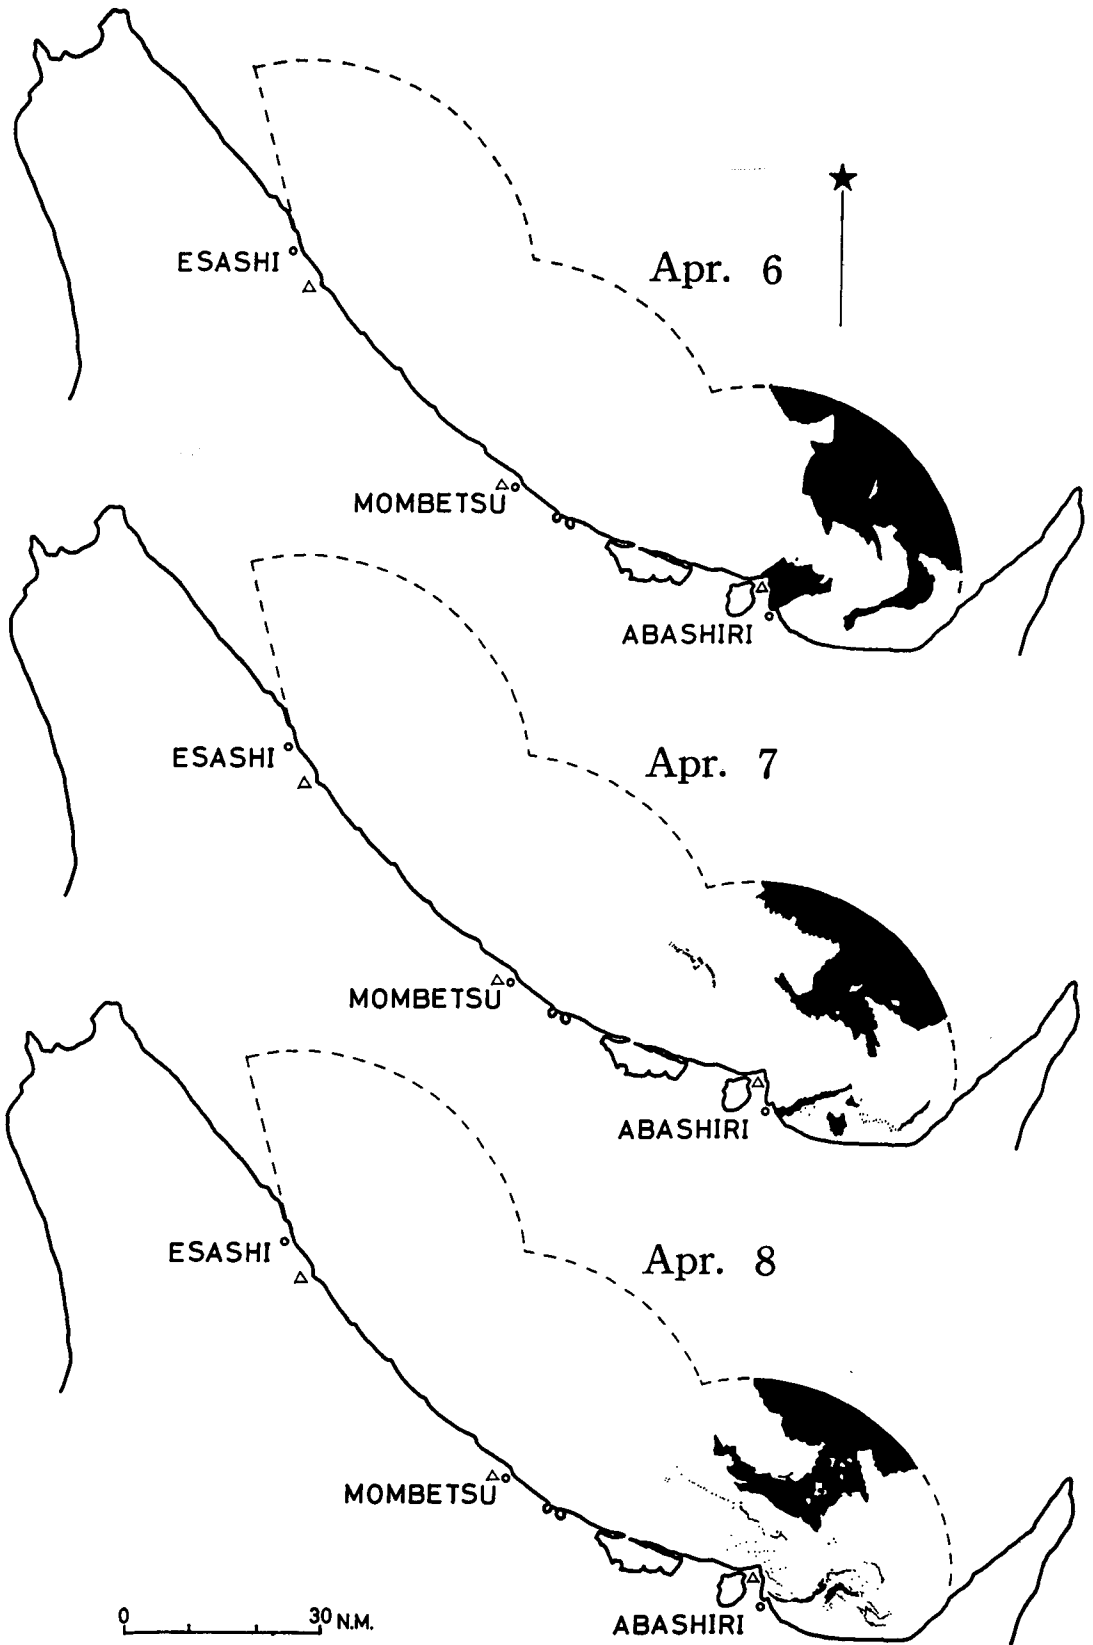 ESASHI
Apr. 6
MOMBETSU
ABASHIRI
ESASHI
Apr. 7
MOMBETSU
ABASHIRI
ESASHI
Apr. 8
MOMBETSU
ABASHIRI
0 30 N.M.